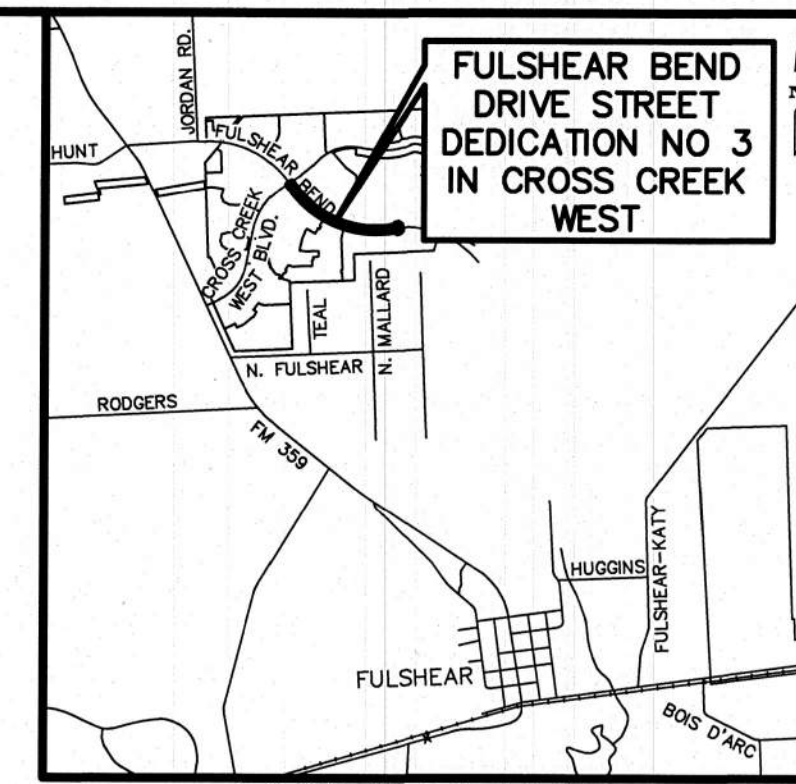 FULSHEAR BEND
DRIVE STREET
DEDICATION NO 3
IN CROSS CREEK
WEST
JORDAN RD.
HUNT
FULSHEAR BEND
CROSS CREEK
WEST BLVD.
TEAL
N. MALLARD
N. FULSHEAR
RODGERS
FM 359
HUGGINS
FULSHEAR-KATY
FULSHEAR
BOIS D'ARC